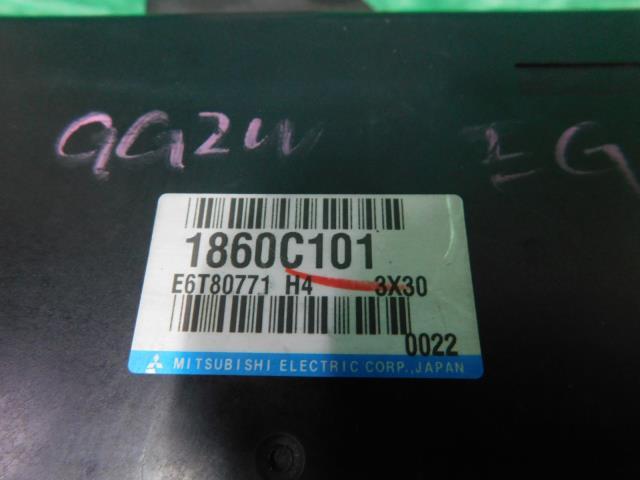 GG2W EG
1860C101
E6T80771 H4 3X30
0022
MITSUBISHI ELECTRIC CORP.,JAPAN